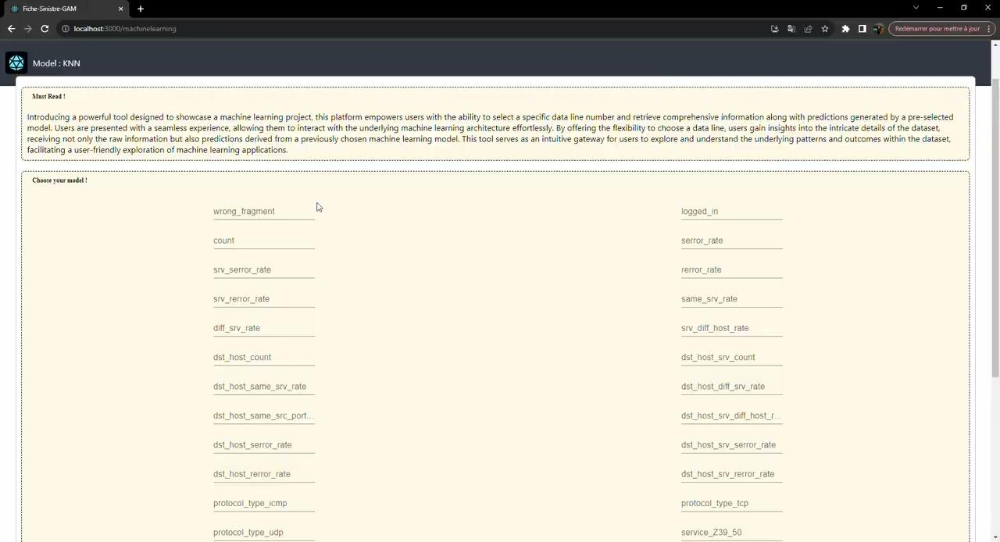 Fiche-Sinistre-GAM
localhost:3000/machinelearning
Redémarrer pour mettre à jour
Model : KNN
Must Read !
Introducing a powerful tool designed to showcase a machine learning project, this platform empowers users with the ability to select a specific data line number and retrieve comprehensive information along with predictions generated by a pre-selected
model. Users are presented with a seamless experience, allowing them to interact with the underlying machine learning architecture effortlessly. By offering the flexibility to choose a data line, users gain insights into the intricate details of the dataset,
receiving not only the raw information but also predictions derived from a previously chosen machine learning model. This tool serves as an intuitive gateway for users to explore and understand the underlying patterns and outcomes within the dataset,
facilitating a user-friendly exploration of machine learning applications.
Choose your model !
wrong_fragment logged_in
count serror_rate
srv_serror_rate rerror_rate
srv_rerror_rate same_srv_rate
diff_srv_rate srv_diff_host_rate
dst_host_count dst_host_srv_count
dst_host_same_srv_rate dst_host_diff_srv_rate
dst_host_same_src_port... dst_host_srv_diff_host_r...
dst_host_serror_rate dst_host_srv_serror_rate
dst_host_rerror_rate dst_host_srv_rerror_rate
protocol_type_icmp protocol_type_tcp
protocol_type_udp service_Z39_50